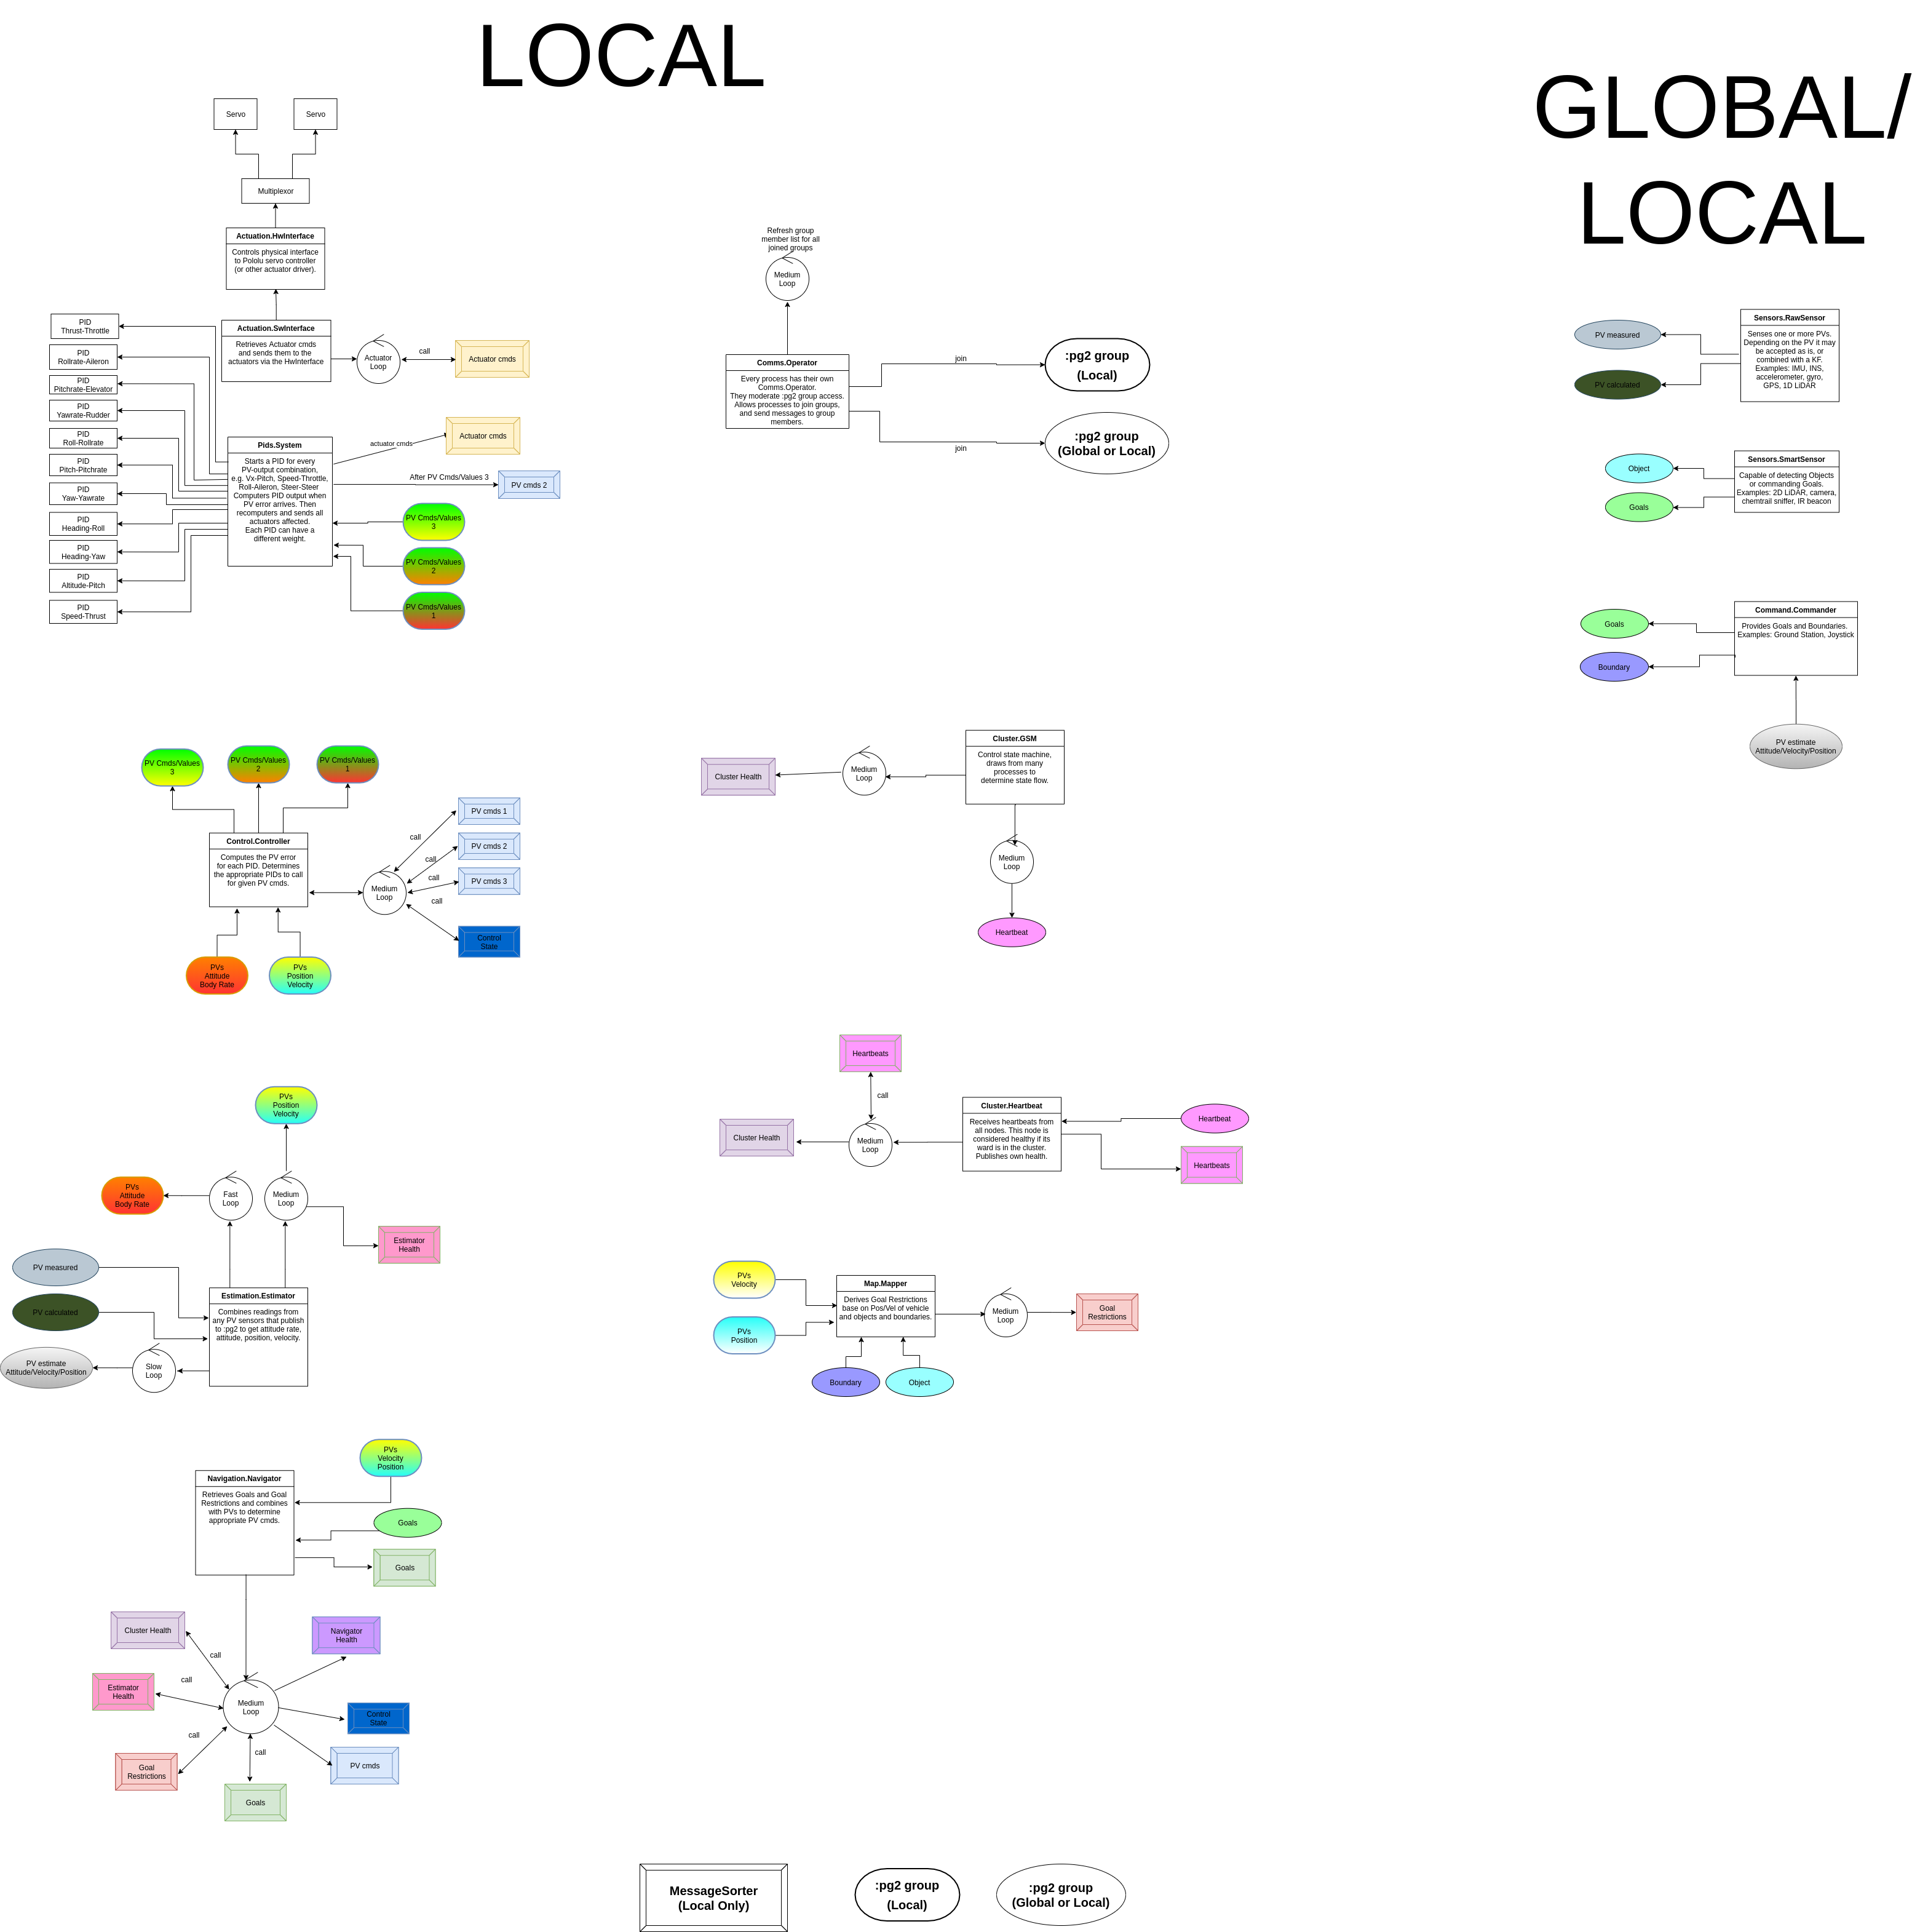 LOCAL
GLOBAL/
LOCAL
Servo
Servo
Multiplexor
Actuation.HwInterface
Controls physical interface
to Pololu servo controller
(or other actuator driver).
Actuation.SwInterface
Retrieves Actuator cmds
and sends them to the
actuators via the HwInterface
Actuator
Loop
call
Actuator cmds
PID
Thrust-Throttle
PID
Rollrate-Aileron
PID
Pitchrate-Elevator
PID
Yawrate-Rudder
PID
Roll-Rollrate
PID
Pitch-Pitchrate
PID
Yaw-Yawrate
PID
Heading-Roll
PID
Heading-Yaw
PID
Altitude-Pitch
PID
Speed-Thrust
Pids.System
Starts a PID for every
PV-output combination,
e.g. Vx-Pitch, Speed-Throttle,
Roll-Aileron, Steer-Steer
Computers PID output when
PV error arrives. Then
recomputers and sends all
actuators affected.
Each PID can have a
different weight.
actuator cmds
Actuator cmds
After PV Cmds/Values 3
PV cmds 2
PV Cmds/Values
3
PV Cmds/Values
2
PV Cmds/Values
1
Refresh group
member list for all
joined groups
Medium
Loop
Comms.Operator
Every process has their own
Comms.Operator.
They moderate :pg2 group access.
Allows processes to join groups,
and send messages to group
members.
join
:pg2 group
(Local)
join
:pg2 group
(Global or Local)
PV measured
PV calculated
Sensors.RawSensor
Senses one or more PVs.
Depending on the PV it may
be accepted as is, or
combined with a KF.
Examples: IMU, INS,
accelerometer, gyro,
GPS, 1D LiDAR
Object
Goals
Sensors.SmartSensor
Capable of detecting Objects
or commanding Goals.
Examples: 2D LiDAR, camera,
chemtrail sniffer, IR beacon
Goals
Boundary
Command.Commander
Provides Goals and Boundaries.
Examples: Ground Station, Joystick
PV estimate
Attitude/Velocity/Position
PV Cmds/Values
3
PV Cmds/Values
2
PV Cmds/Values
1
Control.Controller
Computes the PV error
for each PID. Determines
the appropriate PIDs to call
for given PV cmds.
Medium
Loop
call
call
call
call
PV cmds 1
PV cmds 2
PV cmds 3
Control
State
PVs
Attitude
Body Rate
PVs
Position
Velocity
Cluster Health
Medium
Loop
Cluster.GSM
Control state machine,
draws from many
processes to
determine state flow.
Medium
Loop
Heartbeat
Heartbeats
call
Cluster Health
Medium
Loop
Cluster.Heartbeat
Receives heartbeats from
all nodes. This node is
considered healthy if its
ward is in the cluster.
Publishes own health.
Heartbeat
Heartbeats
PVs
Position
Velocity
PVs
Attitude
Body Rate
Fast
Loop
Medium
Loop
Estimator
Health
PV measured
PV calculated
PV estimate
Attitude/Velocity/Position
Slow
Loop
Estimation.Estimator
Combines readings from
any PV sensors that publish
to :pg2 to get attitude rate,
attitude, position, velocity.
PVs
Velocity
PVs
Position
Map.Mapper
Derives Goal Restrictions
base on Pos/Vel of vehicle
and objects and boundaries.
Medium
Loop
Goal
Restrictions
Boundary
Object
PVs
Velocity
Position
Navigation.Navigator
Retrieves Goals and Goal
Restrictions and combines
with PVs to determine
appropriate PV cmds.
Goals
Goals
Cluster Health
call
Navigator
Health
Estimator
Health
call
Medium
Loop
Control
State
call
Goal
Restrictions
call
PV cmds
Goals
MessageSorter
(Local Only)
:pg2 group
(Local)
:pg2 group
(Global or Local)